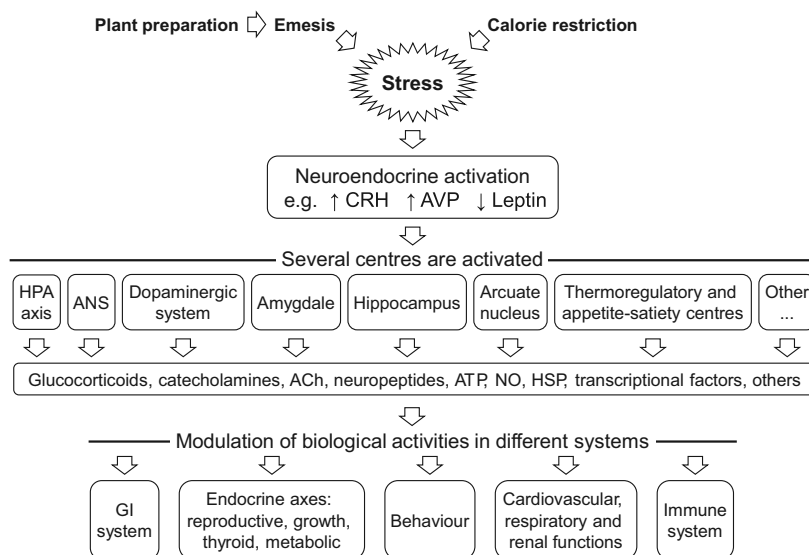 Plant preparation Emesis Calorie restriction
Stress
Neuroendocrine activation
e.g. ↑ CRH ↑ AVP ↓ Leptin
Several centres are activated
HPA
axis
ANS
Dopaminergic
system
Amygdale
Hippocampus
Arcuate
nucleus
Thermoregulatory and
appetite-satiety centres
Other
...
Glucocorticoids, catecholamines, ACh, neuropeptides, ATP, NO, HSP, transcriptional factors, others
Modulation of biological activities in different systems
GI
system
Endocrine axes:
reproductive, growth,
thyroid, metabolic
Behaviour
Cardiovascular,
respiratory and
renal functions
Immune
system